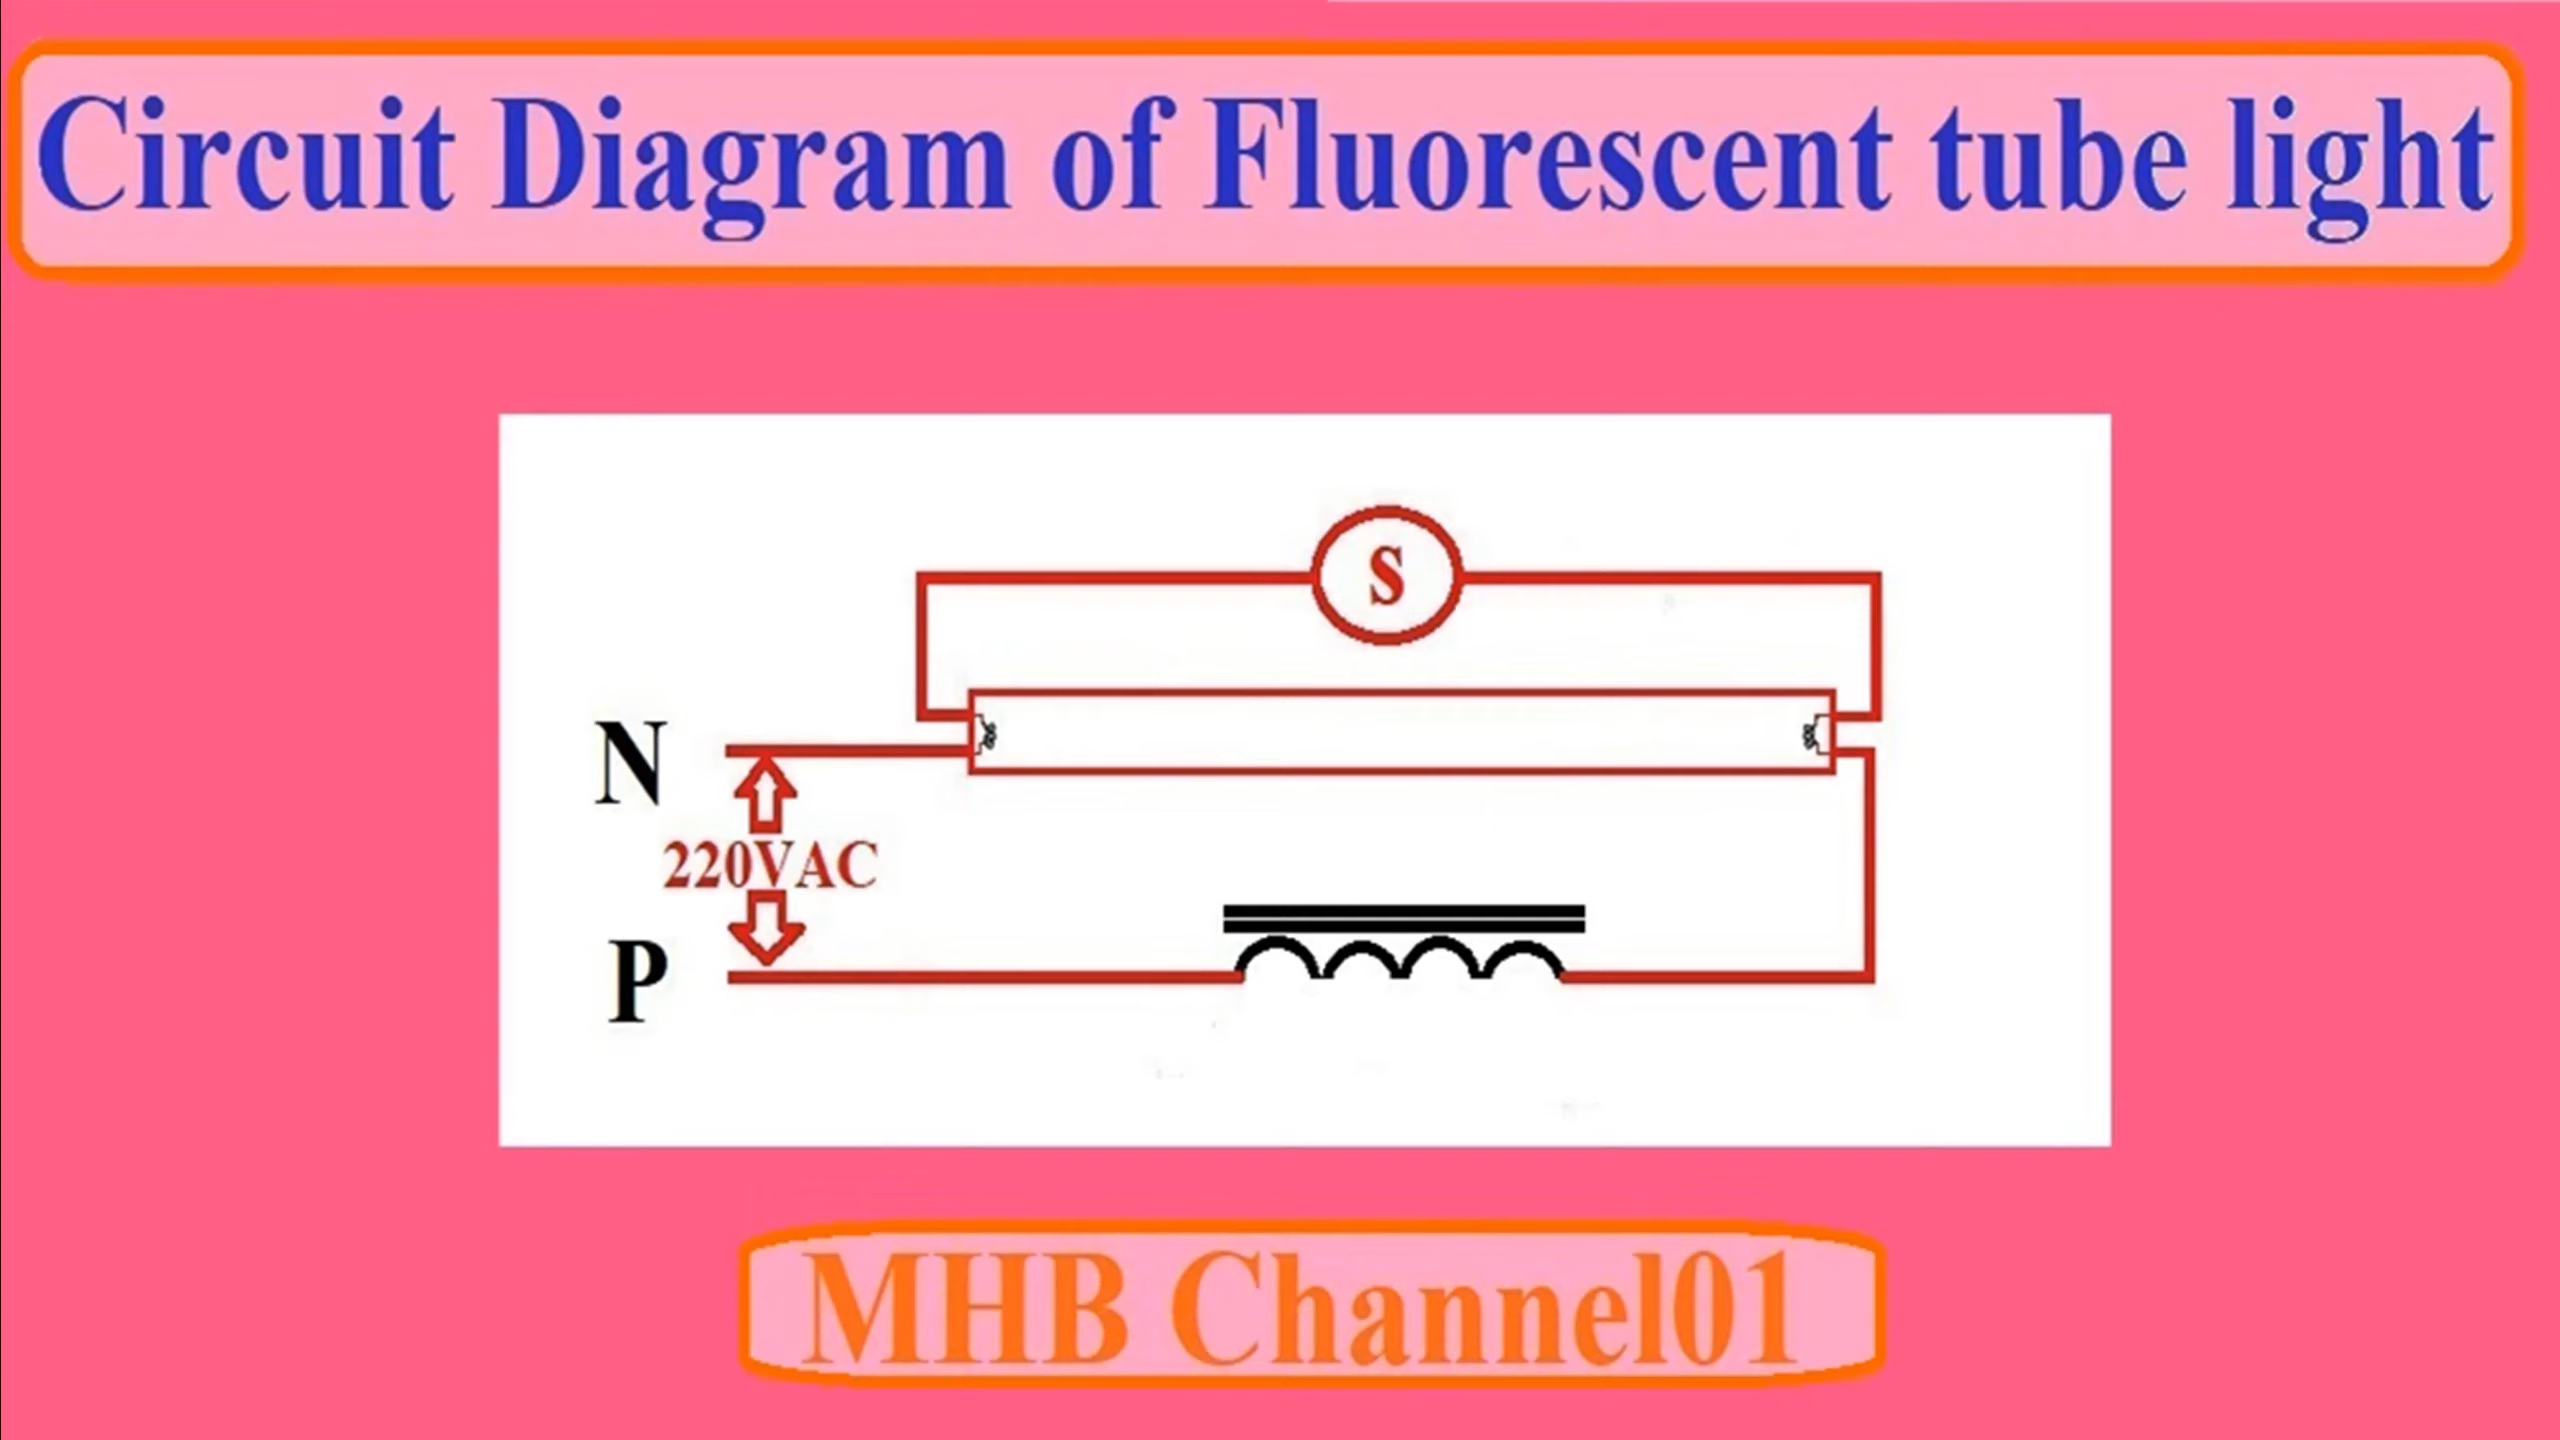 Circuit Diagram of Fluorescent tube light
S
N
220VAC
P
MHB Channel01